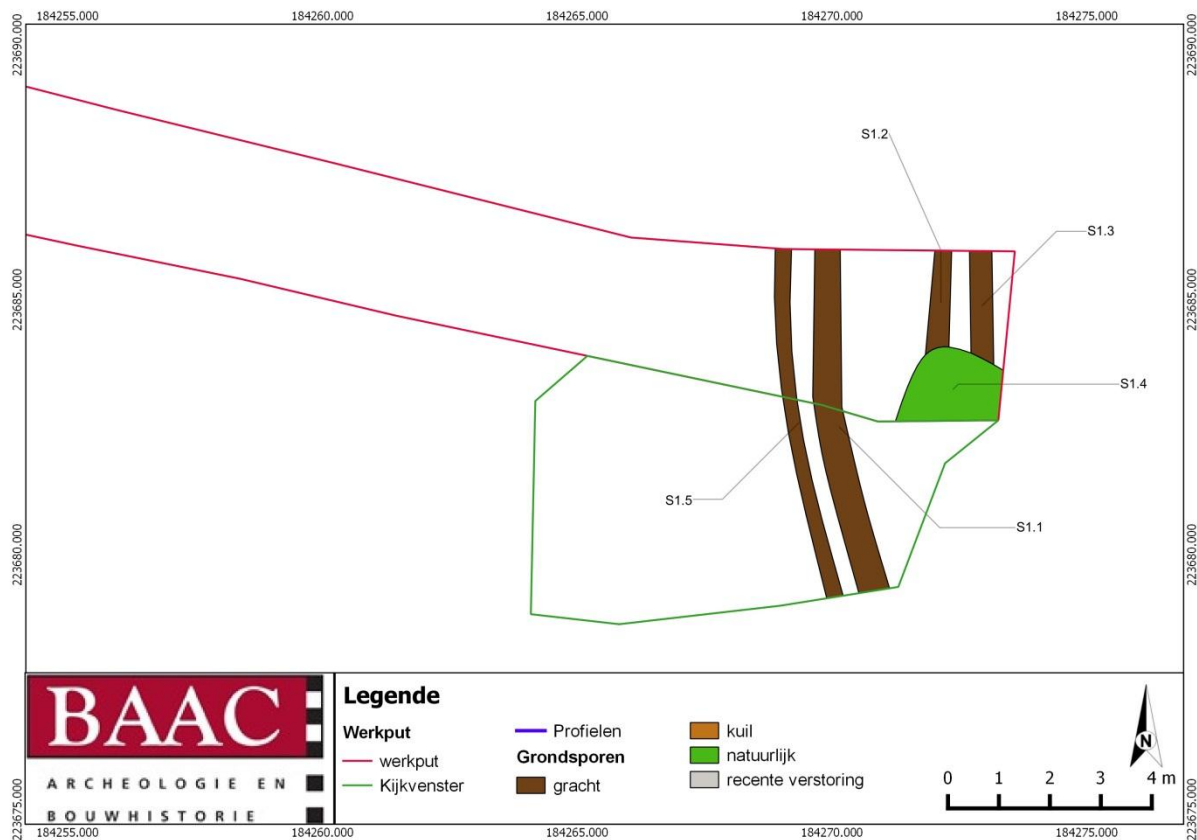 184255.000 184260.000 184265.000 184270.000 184275.000
223690.000 223690.000
S1.2
S1.3
223685.000 223685.000
S1.4
S1.5
S1.1
223680.000 223680.000
BAAC
ARCHEOLOGIE EN
BOUWHISTORIE
Legende
Werkput
werkput
Kijkvenster
Profielen
Grondsporen
gracht
kuil
natuurlijk
recente verstoring
N
0 1 2 3 4 m
223675.000 223675.000
184255.000 184260.000 184265.000 184270.000 184275.000